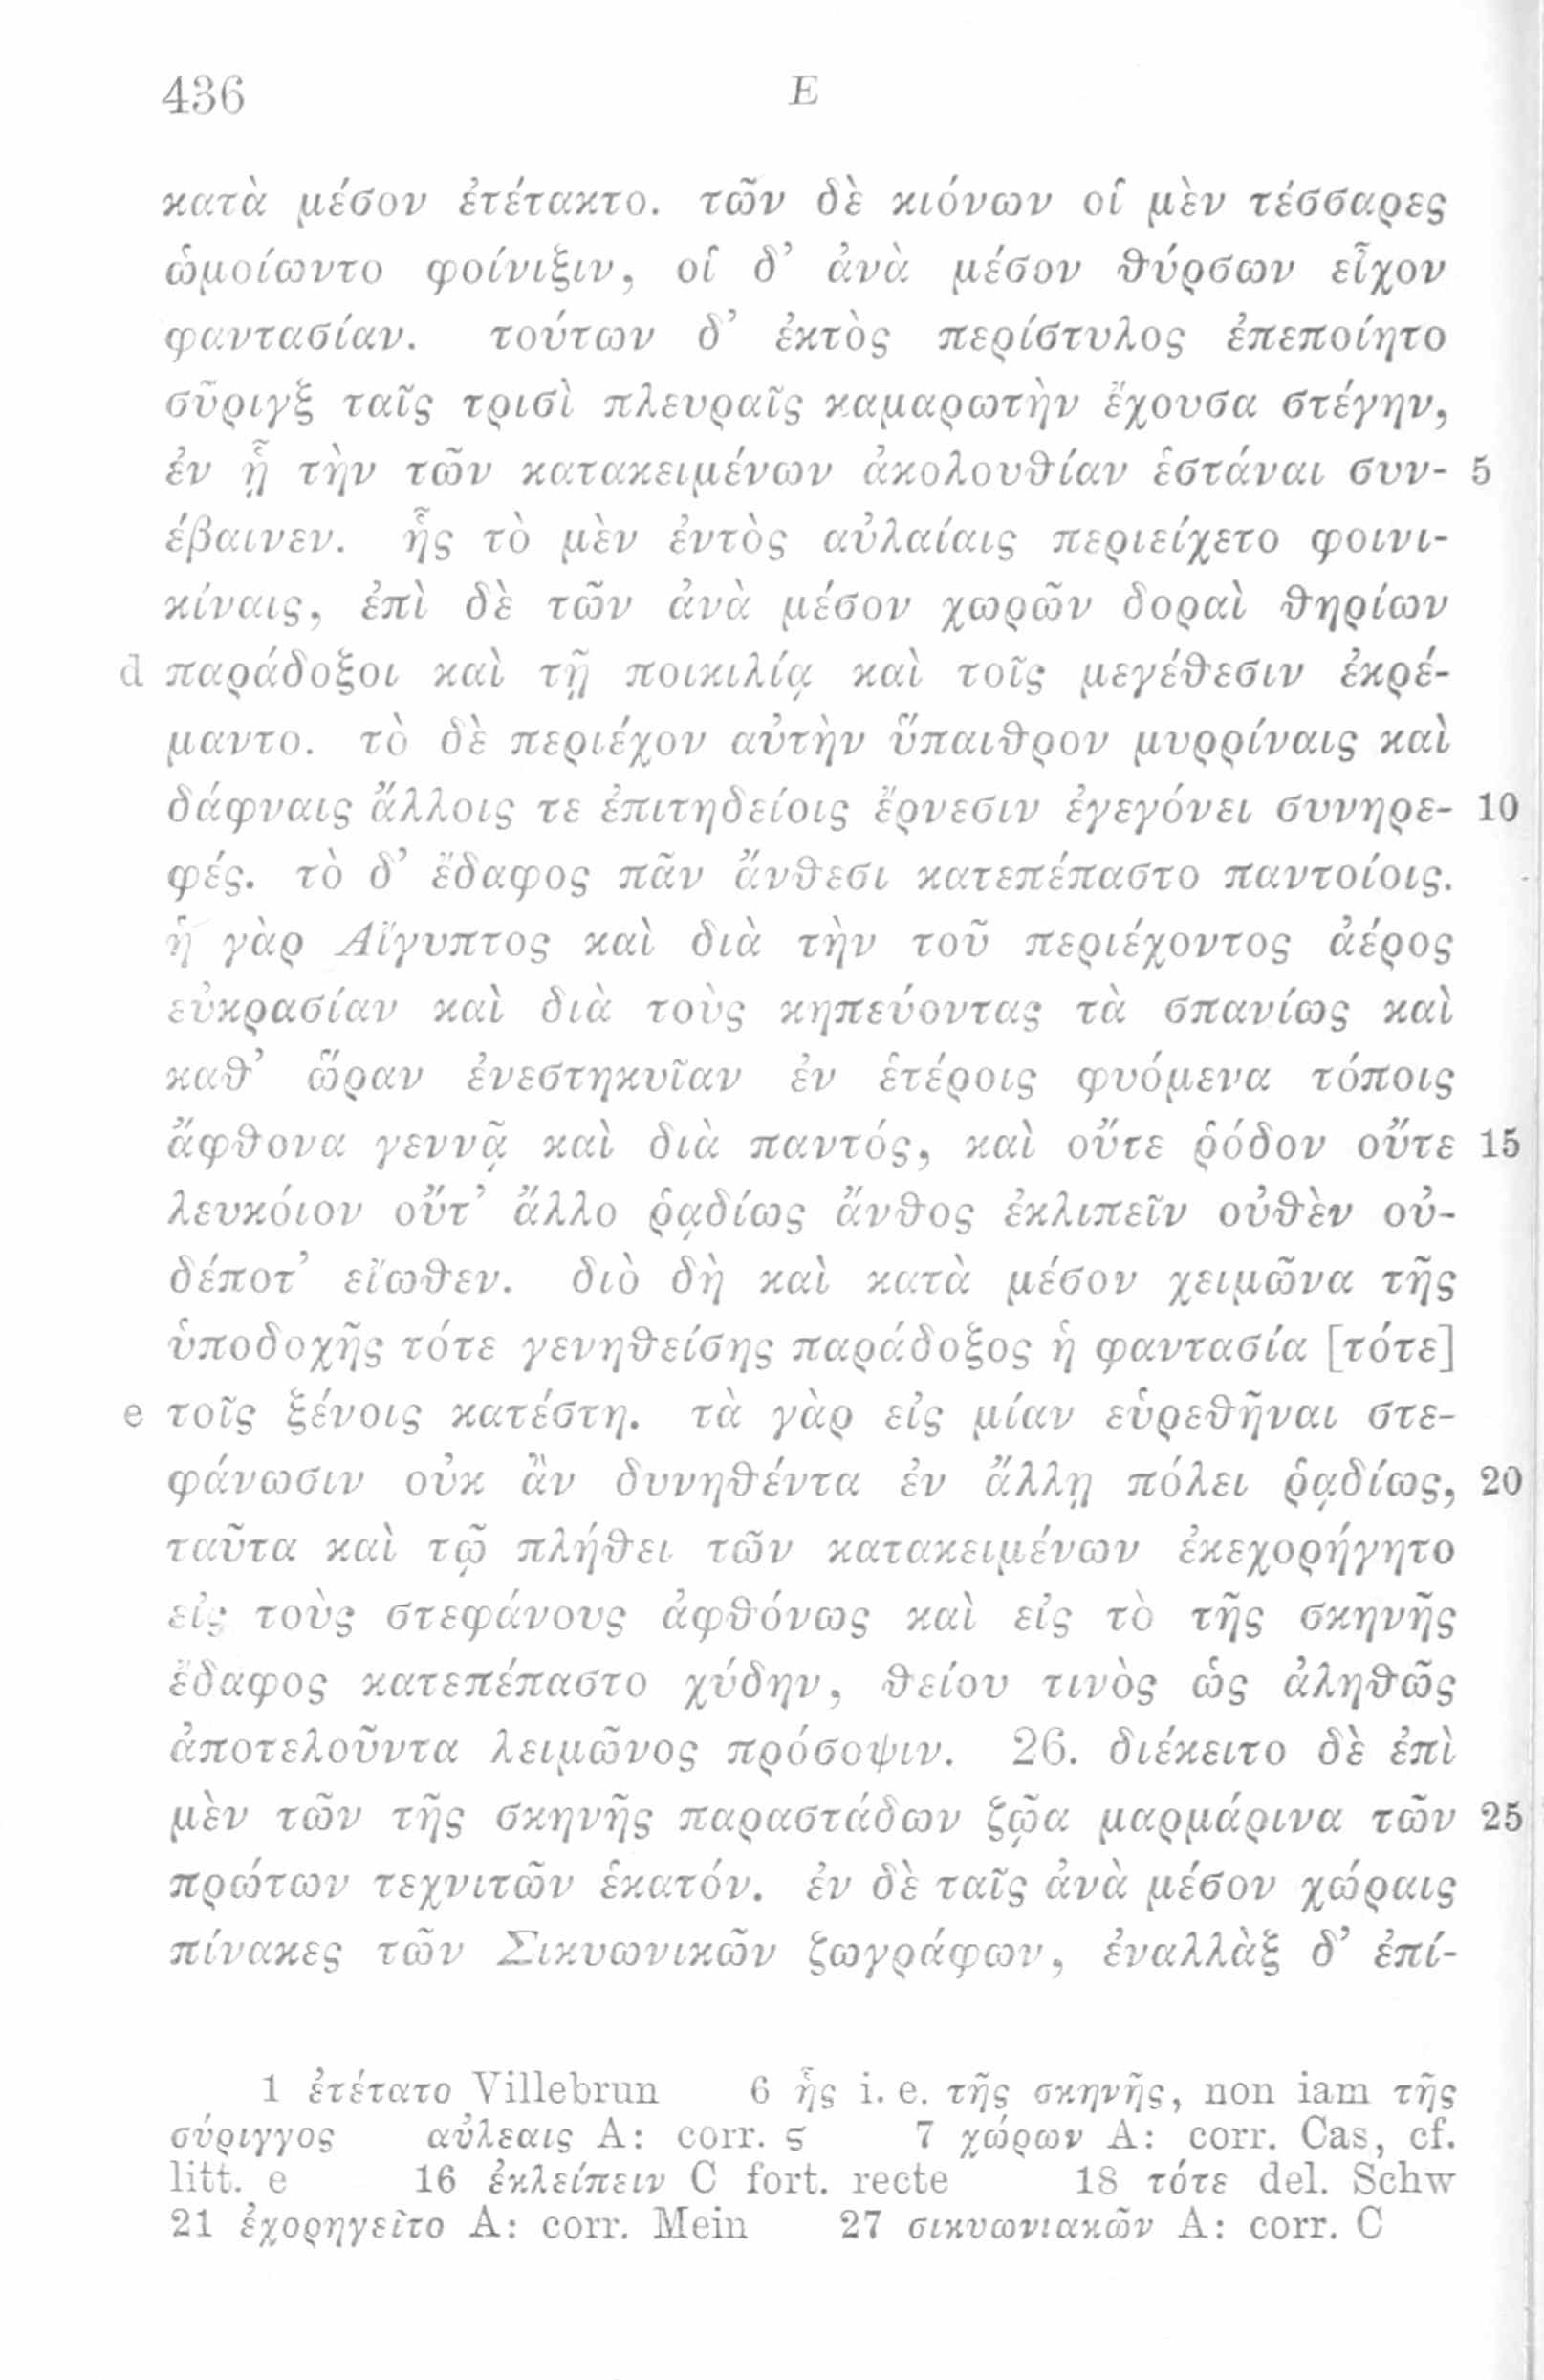 436 E
κατὰ μέσον ἐτέτακτο. τῶν δὲ κιόνων οἱ μὲν τέσσαρες
ὡμοίωντο φοίνιξιν, οἱ δ’ ἀνὰ μέσον θύρσων εἶχον
φαντασίαν. τούτων δ’ ἐκτὸς περίστυλος ἐπεποίητο
σῦριγξ ταῖς τρισὶ πλευραῖς καμαρωτὴν ἔχουσα στέγην,
ἐν ᾗ τὴν τῶν κατακειμένων ἀκολουθίαν ἑστάναι συν- 5
έβαινεν. ἧς τὸ μὲν ἐντὸς αὐλαίαις περιείχετο φοινι-
κίναις, ἐπὶ δὲ τῶν ἀνὰ μέσον χωρῶν δοραὶ θηρίων
d παράδοξοι καὶ τῇ ποικιλίᾳ καὶ τοῖς μεγέθεσιν ἐκρέ-
μαντο. τὸ δὲ περιέχον αὐτὴν ὕπαιθρον μυρρίναις καὶ
δάφναις ἄλλοις τε ἐπιτηδείοις ἔρνεσιν ἐγεγόνει συνηρε- 10
φές. τὸ δ’ ἔδαφος πᾶν ἄνθεσι κατεπέπαστο παντοίοις.
ἡ γὰρ Αἴγυπτος καὶ διὰ τὴν τοῦ περιέχοντος ἀέρος
εὐκρασίαν καὶ διὰ τοὺς κηπεύοντας τὰ σπανίως καὶ
καθ’ ὥραν ἐνεστηκυῖαν ἐν ἑτέροις φυόμενα τόποις
ἄφθονα γεννᾷ καὶ διὰ παντός, καὶ οὔτε ῥόδον οὔτε 15
λευκόιον οὔτ’ ἄλλο ῥᾳδίως ἄνθος ἐκλιπεῖν οὐθὲν οὐ-
δέποτ’ εἴωθεν. διὸ δὴ καὶ κατὰ μέσον χειμῶνα τῆς
ὑποδοχῆς τότε γενηθείσης παράδοξος ἡ φαντασία [τότε]
e τοῖς ξένοις κατέστη. τὰ γὰρ εἰς μίαν εὑρεθῆναι στε-
φάνωσιν οὐκ ἂν δυνηθέντα ἐν ἄλλῃ πόλει ῥᾳδίως, 20
ταῦτα καὶ τῷ πλήθει τῶν κατακειμένων ἐκεχορήγητο
εἰς τοὺς στεφάνους ἀφθόνως καὶ εἰς τὸ τῆς σκηνῆς
ἔδαφος κατεπέπαστο χύδην, θείου τινὸς ὡς ἀληθῶς
ἀποτελοῦντα λειμῶνος πρόσοψιν. 26. διέκειτο δὲ ἐπὶ
μὲν τῶν τῆς σκηνῆς παραστάδων ζῷα μαρμάρινα τῶν 25
πρώτων τεχνιτῶν ἑκατόν. ἐν δὲ ταῖς ἀνὰ μέσον χώραις
πίνακες τῶν Σικυωνικῶν ζωγράφων, ἐναλλὰξ δ’ ἐπί-
1 ἐτέτατο Villebrun 6 ἧς i. e. τῆς σκηνῆς, non iam τῆς
σύριγγος αὐλεαις A: corr. ς 7 χώρων A: corr. Cas, cf.
litt. e 16 ἐκλείπειν C fort. recte 18 τότε del. Schw
21 ἐχορηγεῖτο A: corr. Mein 27 σικυωνιακῶν A: corr. C